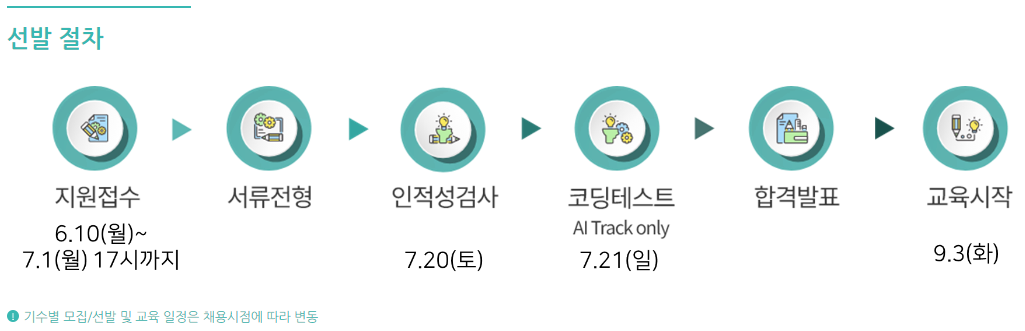 선발 절차
지원접수
서류전형
인적성검사
코딩테스트
합격발표
교육시작
AI Track only
6.10(월)~
7.1(월) 17시까지
7.20(토)
7.21(일)
9.3(화)
기수별 모집/선발 및 교육 일정은 채용시점에 따라 변동